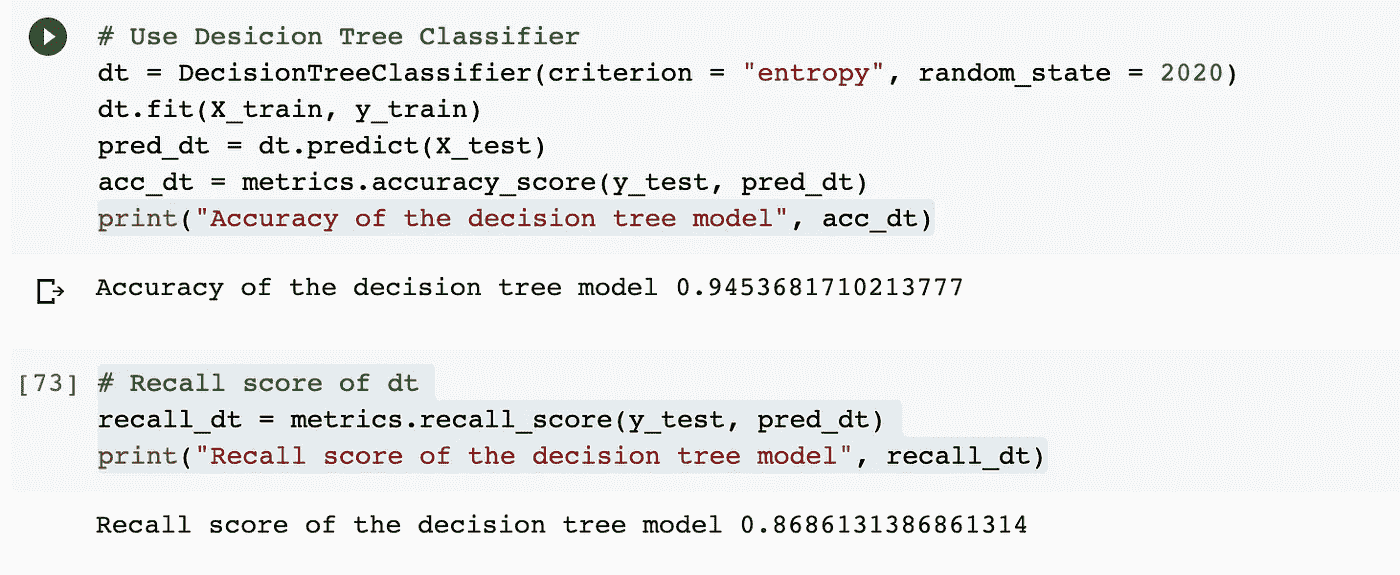 # Use Desicion Tree Classifier
dt = DecisionTreeClassifier(criterion = "entropy", random_state = 2020)
dt.fit(X_train, y_train)
pred_dt = dt.predict(X_test)
acc_dt = metrics.accuracy_score(y_test, pred_dt)
print("Accuracy of the decision tree model", acc_dt)
Accuracy of the decision tree model 0.9453681710213777
[73] # Recall score of dt
recall_dt = metrics.recall_score(y_test, pred_dt)
print("Recall score of the decision tree model", recall_dt)
Recall score of the decision tree model 0.8686131386861314